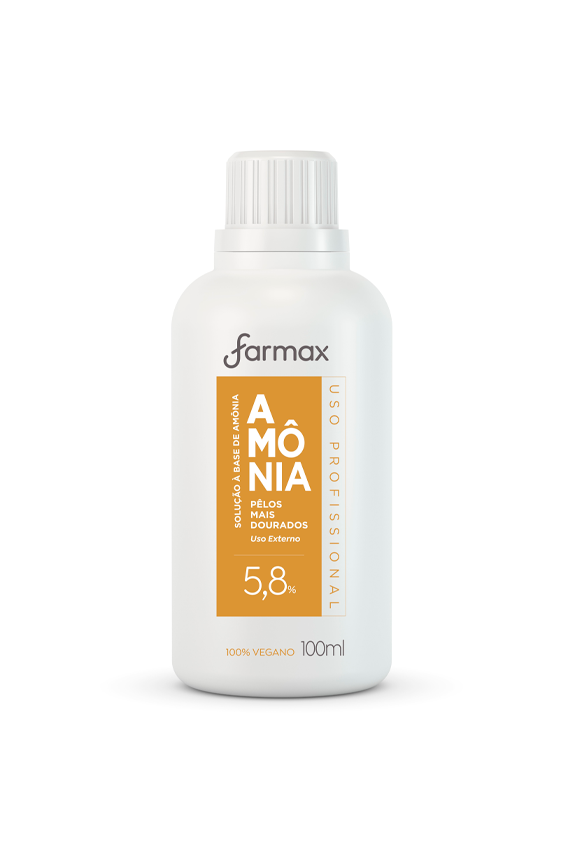 farmax
SOLUÇÃO À BASE DE AMÔNIA
A
MÔ
NIA
PÊLOS
MAIS
DOURADOS
Uso Externo
5,8%
USO PROFISSIONAL
100% VEGANO 100ml